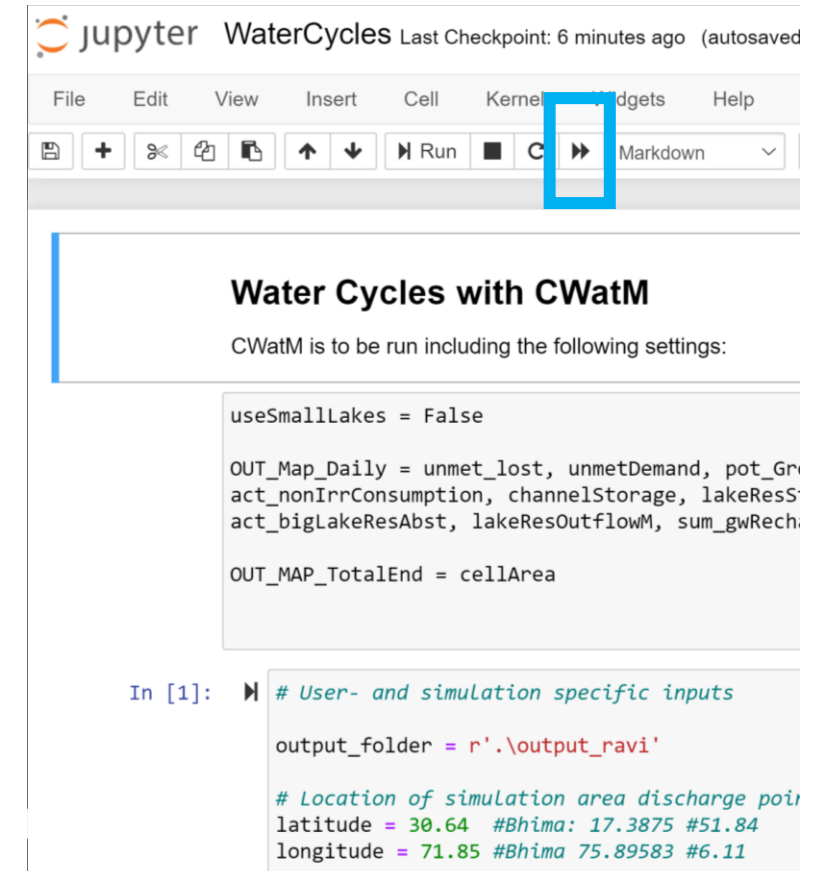 jupyter WaterCycles Last Checkpoint: 6 minutes ago (autosaved
File Edit View Insert Cell Kernel Widgets Help
Run C Markdown
Water Cycles with CWatM
CWatM is to be run including the following settings:
useSmallLakes = False
OUT_Map_Daily = unmet_lost, unmetDemand, pot_Gr
act_nonIrrConsumption, channelStorage, lakeResS
act_bigLakeResAbst, lakeResOutflowM, sum_gwRech
OUT_MAP_TotalEnd = cellArea
In [1]: # User- and simulation specific inputs
output_folder = r'.\output_ravi'
# Location of simulation area discharge poi
latitude = 30.64 #Bhima: 17.3875 #51.84
longitude = 71.85 #Bhima 75.89583 #6.11